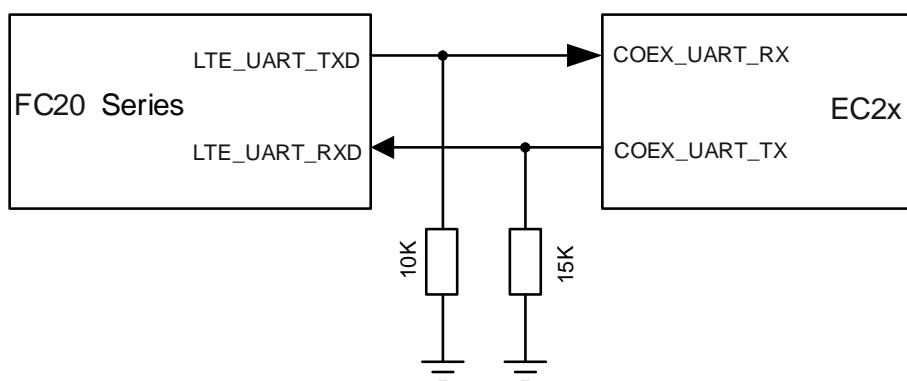 LTE_UART_TXD
COEX_UART_RX
FC20 Series
EC2x
LTE_UART_RXD
COEX_UART_TX
10K
15K